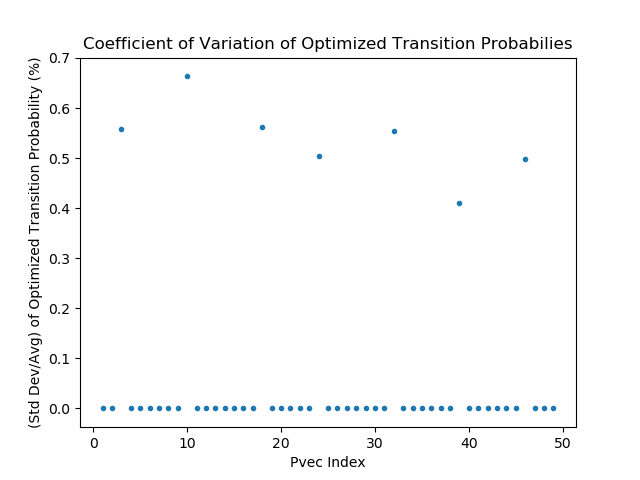 Coefficient of Variation of Optimized Transition Probabilies
(Std Dev/Avg) of Optimized Transition Probability (%)
0.7
0.6
0.5
0.4
0.3
0.2
0.1
0.0
0 10 20 30 40 50
Pvec Index